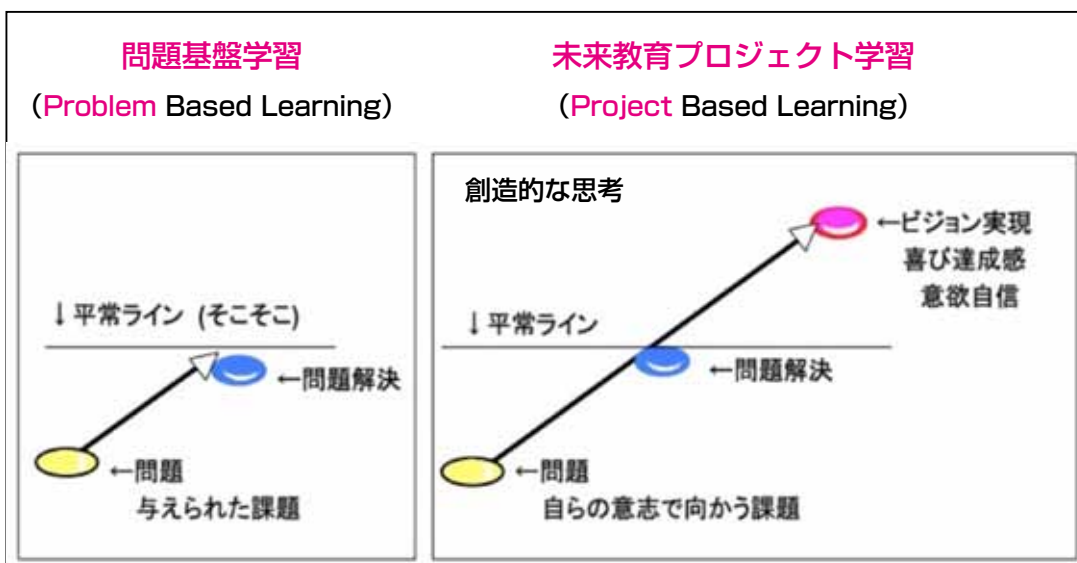 問題基盤学習
(Problem Based Learning)
未来教育プロジェクト学習
(Project Based Learning)
↓平常ライン (そこそこ)
←問題解決
←問題
与えられた課題
創造的な思考
←ビジョン実現
喜び達成感
意欲自信
↓平常ライン
←問題解決
←問題
自らの意志で向かう課題